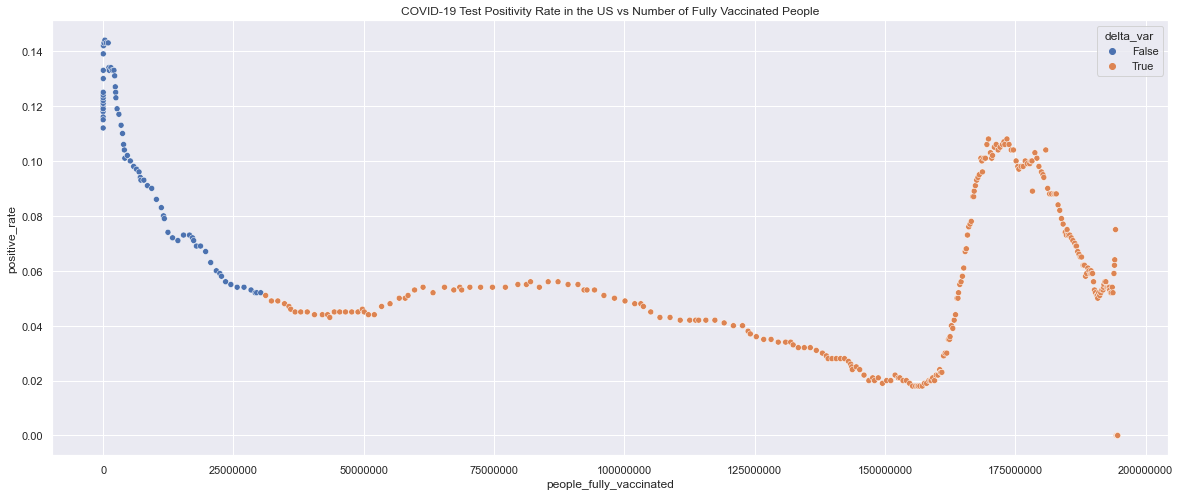 COVID-19 Test Positivity Rate in the US vs Number of Fully Vaccinated People
delta_var
False
True
0.14
0.12
0.10
0.08
0.06
0.04
0.02
0.00
positive_rate
0 25000000 50000000 75000000 100000000 125000000 150000000 175000000 200000000
people_fully_vaccinated